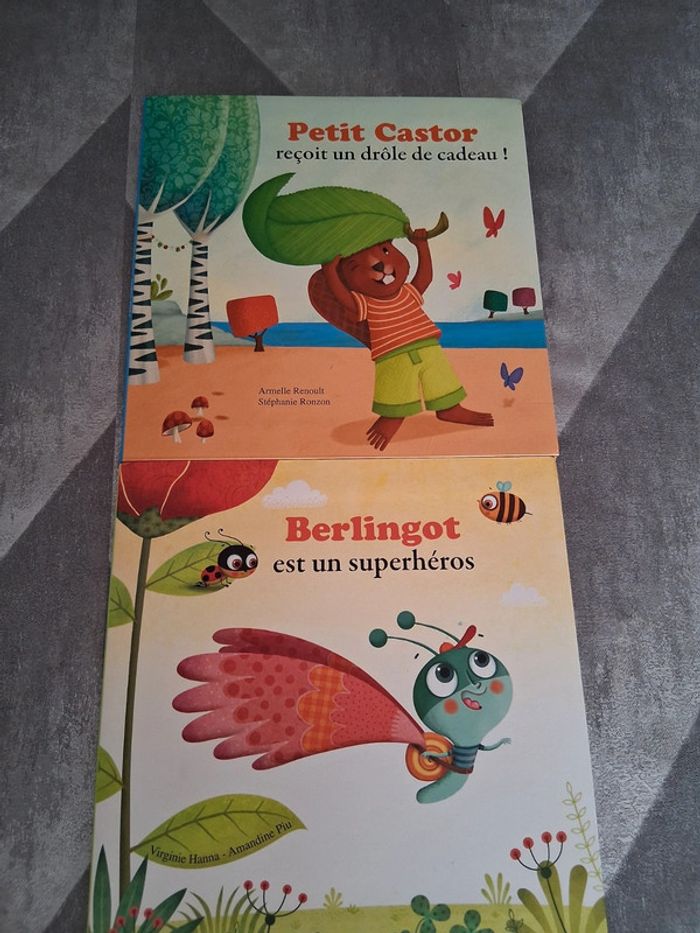 Petit Castor
reçoit un drôle de cadeau !
Armelle Renoult
Stéphanie Ronzon
Berlingot
est un superhéros
Virginie Hanna - Amandine Piu